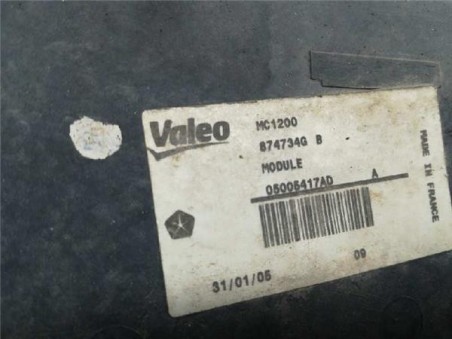 Valeo
MC1200
874734G B
MODULE
05005417AD A
MADE IN FRANCE
31/01/05 09